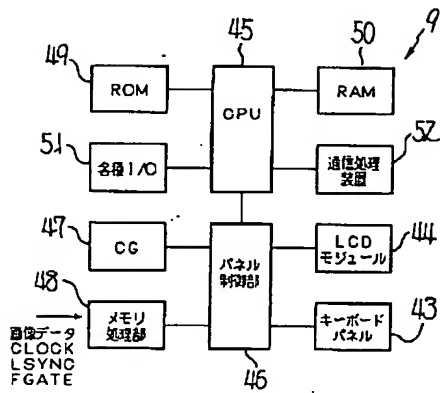 9
45
50
49
ROM
CPU
RAM
51
52
各種I/O
通信処理
装置
47
CG
パネル
制御部
LCD
モジュール
44
48
メモリ
処理部
キーボード
パネル
43
画像データ
CLOCK
LSYNC
FGATE
46